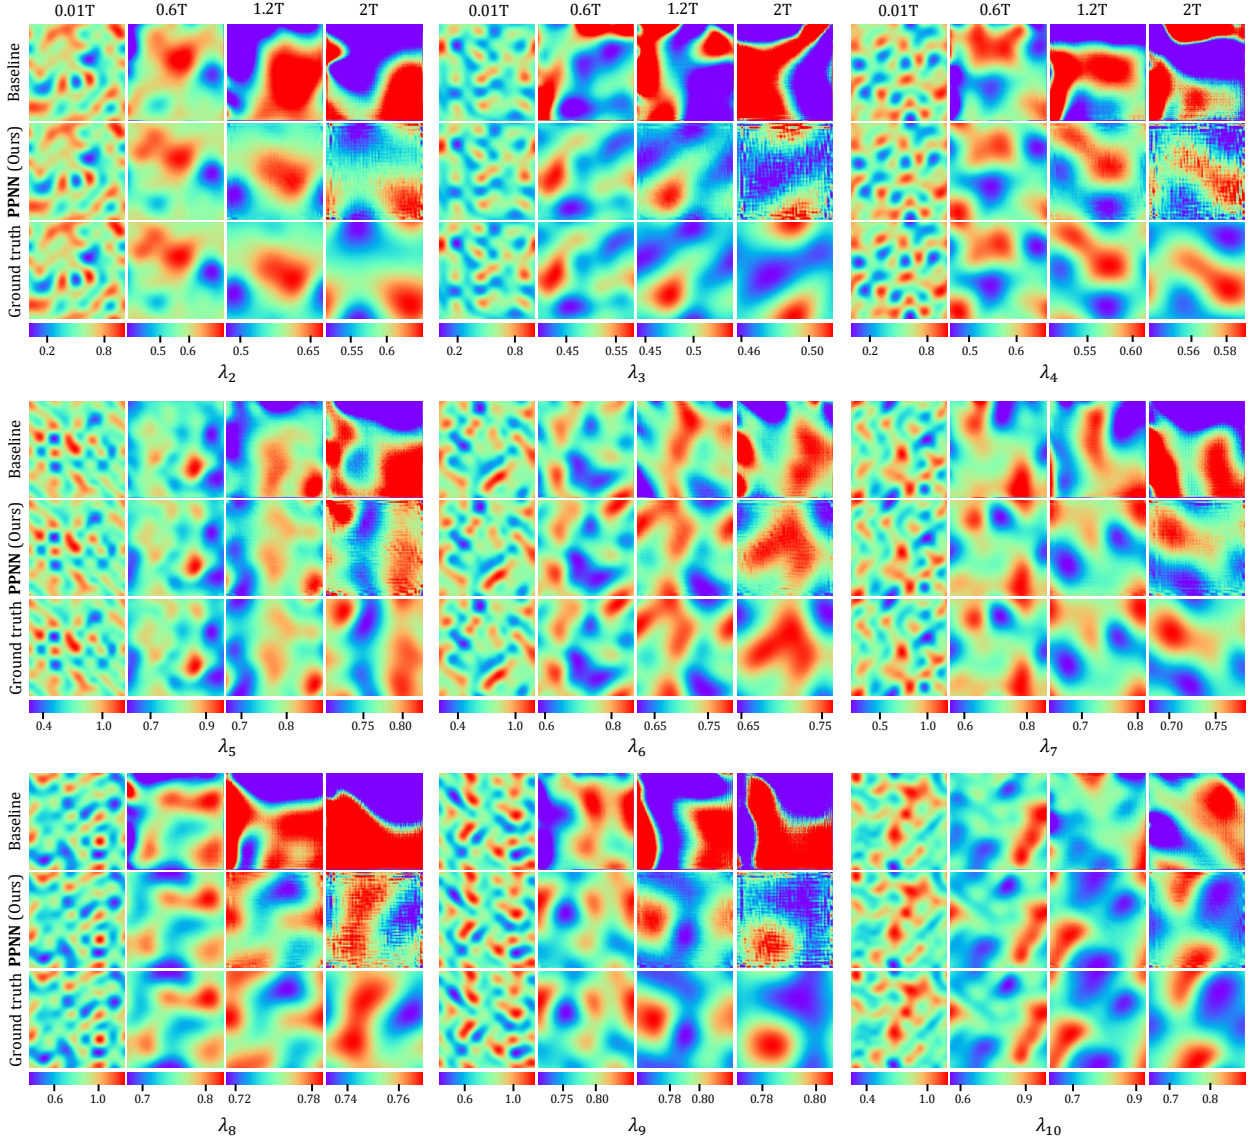 0.01T 0.6T 1.2T 2T 0.01T 0.6T 1.2T 2T 0.01T 0.6T 1.2T 2T
Baseline
PPNN (Ours)
Ground truth
0.2 0.8 0.5 0.6 0.5 0.65 0.55 0.6 0.2 0.8 0.45 0.55 0.45 0.5 0.46 0.50 0.2 0.8 0.5 0.6 0.55 0.60 0.56 0.58
λ2 λ3 λ4
Baseline
PPNN (Ours)
Ground truth
0.4 1.0 0.7 0.9 0.7 0.8 0.75 0.80 0.4 1.0 0.6 0.8 0.65 0.75 0.65 0.75 0.5 1.0 0.6 0.8 0.7 0.8 0.70 0.75
λ5 λ6 λ7
Baseline
PPNN (Ours)
Ground truth
0.6 1.0 0.7 0.8 0.72 0.78 0.74 0.76 0.6 1.0 0.75 0.80 0.78 0.80 0.78 0.80 0.4 1.0 0.6 0.9 0.7 0.9 0.7 0.8
λ8 λ9 λ10